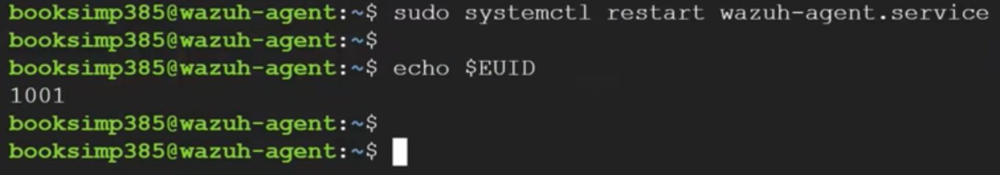 booksimp385@wazuh-agent:~$ sudo systemctl restart wazuh-agent.service
booksimp385@wazuh-agent:~$
booksimp385@wazuh-agent:~$ echo $EUID
1001
booksimp385@wazuh-agent:~$
booksimp385@wazuh-agent:~$